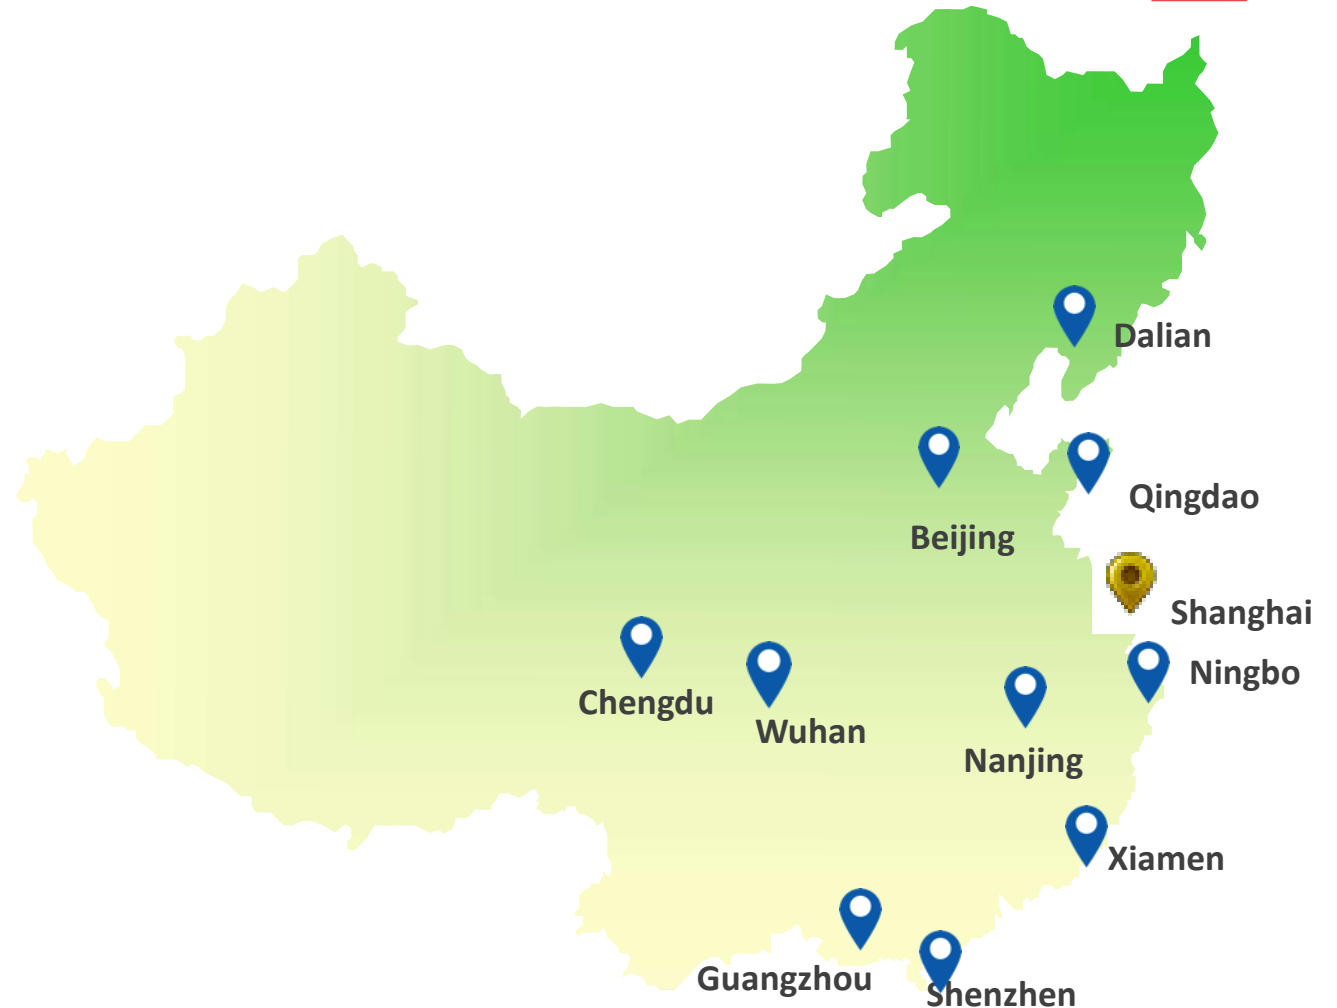 Dalian
Qingdao
Beijing
Shanghai
Ningbo
Chengdu
Wuhan
Nanjing
Xiamen
Guangzhou
Shenzhen